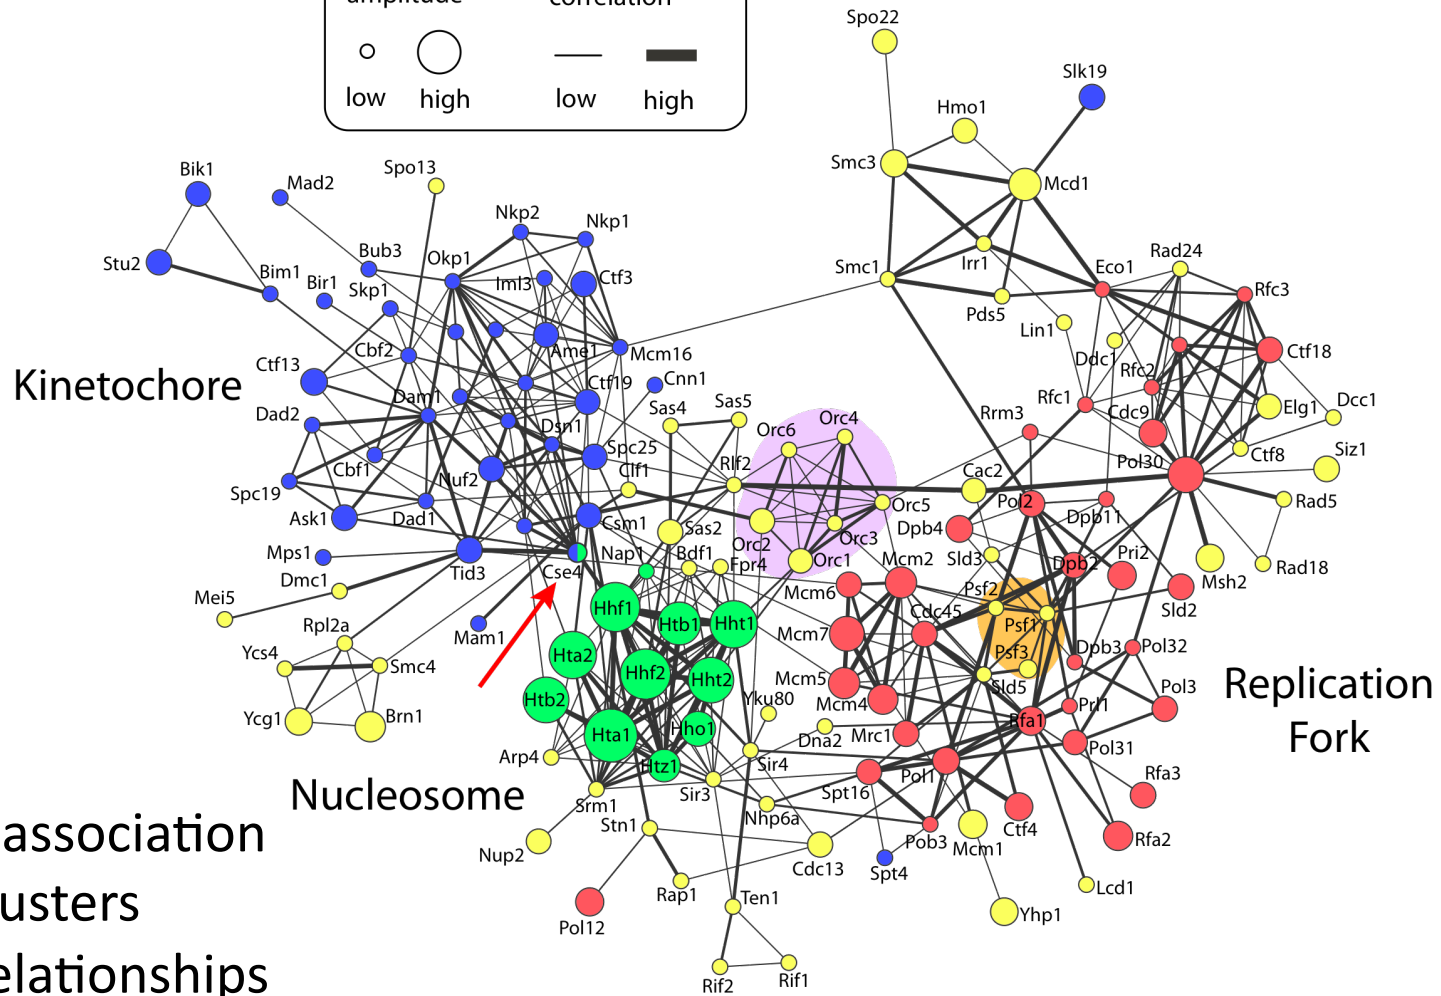 amplitude
correlation
low
high
low
high
Spo22
Slk19
Hmo1
Smc3
Mcd1
Bik1
Mad2
Spo13
Nkp2
Nkp1
Stu2
Bub3
Okp1
Bim1
Bir1
Skp1
Iml3
Ctf3
Smc1
Irr1
Eco1
Rad24
Rfc3
Pds5
Lin1
Ddc1
Ctf18
Ctf13
Cbf2
Ame1
Mcm16
Kinetochore
Ctf19
Cnn1
Rfc2
Rfc1
Cdc9
Elg1
Dcc1
Dad2
Dam1
Dsn1
Sas4
Sas5
Orc6
Orc4
Rrm3
Spc25
Cbf1
Nuf2
Clf1
Rlf2
Cac2
Pol30
Ctf8
Siz1
Spc19
Ask1
Dad1
Csm1
Sas2
Orc2
Orc3
Orc5
Orc1
Dpb4
Pol2
Dpb11
Rad5
Mps1
Tid3
Cse4
Nap1
Bdf1
Fpr4
Mcm2
Sld3
Dpb2
Pri2
Msh2
Rad18
Dmc1
Mei5
Mam1
Hhf1
Htb1
Hht1
Mcm6
Cdc45
Psf2
Psf1
Sld2
Rpl2a
Ycs4
Smc4
Hta2
Hhf2
Hht2
Mcm7
Mcm5
Psf3
Dpb3
Pol32
Replication
Fork
Ycg1
Brn1
Htb2
Hta1
Hho1
Yku80
Mcm4
Sld5
Rfa1
Prl1
Pol3
Arp4
Htz1
Sir4
Dna2
Mrc1
Pol31
Nucleosome
Srm1
Sir3
Nhp6a
Spt16
Pol1
Rfa3
association
Stn1
Nup2
Cdc13
Pob3
Mcm1
Ctf4
Rfa2
Spt4
Rap1
Ten1
Lcd1
usters
Pol12
Yhp1
elationships
Rif2
Rif1